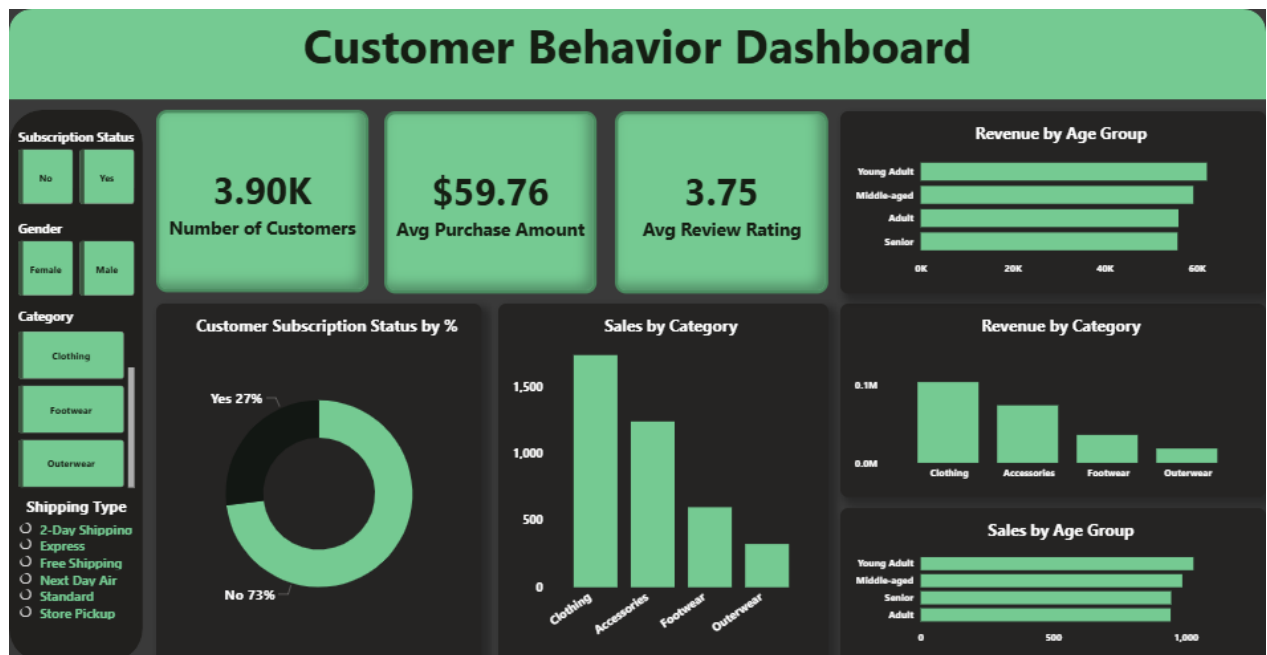 Customer Behavior Dashboard
Subscription Status
No
Yes
Gender
Female
Male
Category
Clothing
Footwear
Outerwear
Shipping Type
2-Day Shipping
Express
Free Shipping
Next Day Air
Standard
Store Pickup
3.90K
Number of Customers
$59.76
Avg Purchase Amount
3.75
Avg Review Rating
Revenue by Age Group
Young Adult
Middle-aged
Adult
Senior
0K
20K
40K
60K
Customer Subscription Status by %
Yes 27%
No 73%
Sales by Category
1,500
1,000
500
0
Clothing
Accessories
Footwear
Outerwear
Revenue by Category
0.1M
0.0M
Clothing
Accessories
Footwear
Outerwear
Sales by Age Group
Young Adult
Middle-aged
Senior
Adult
0
500
1,000